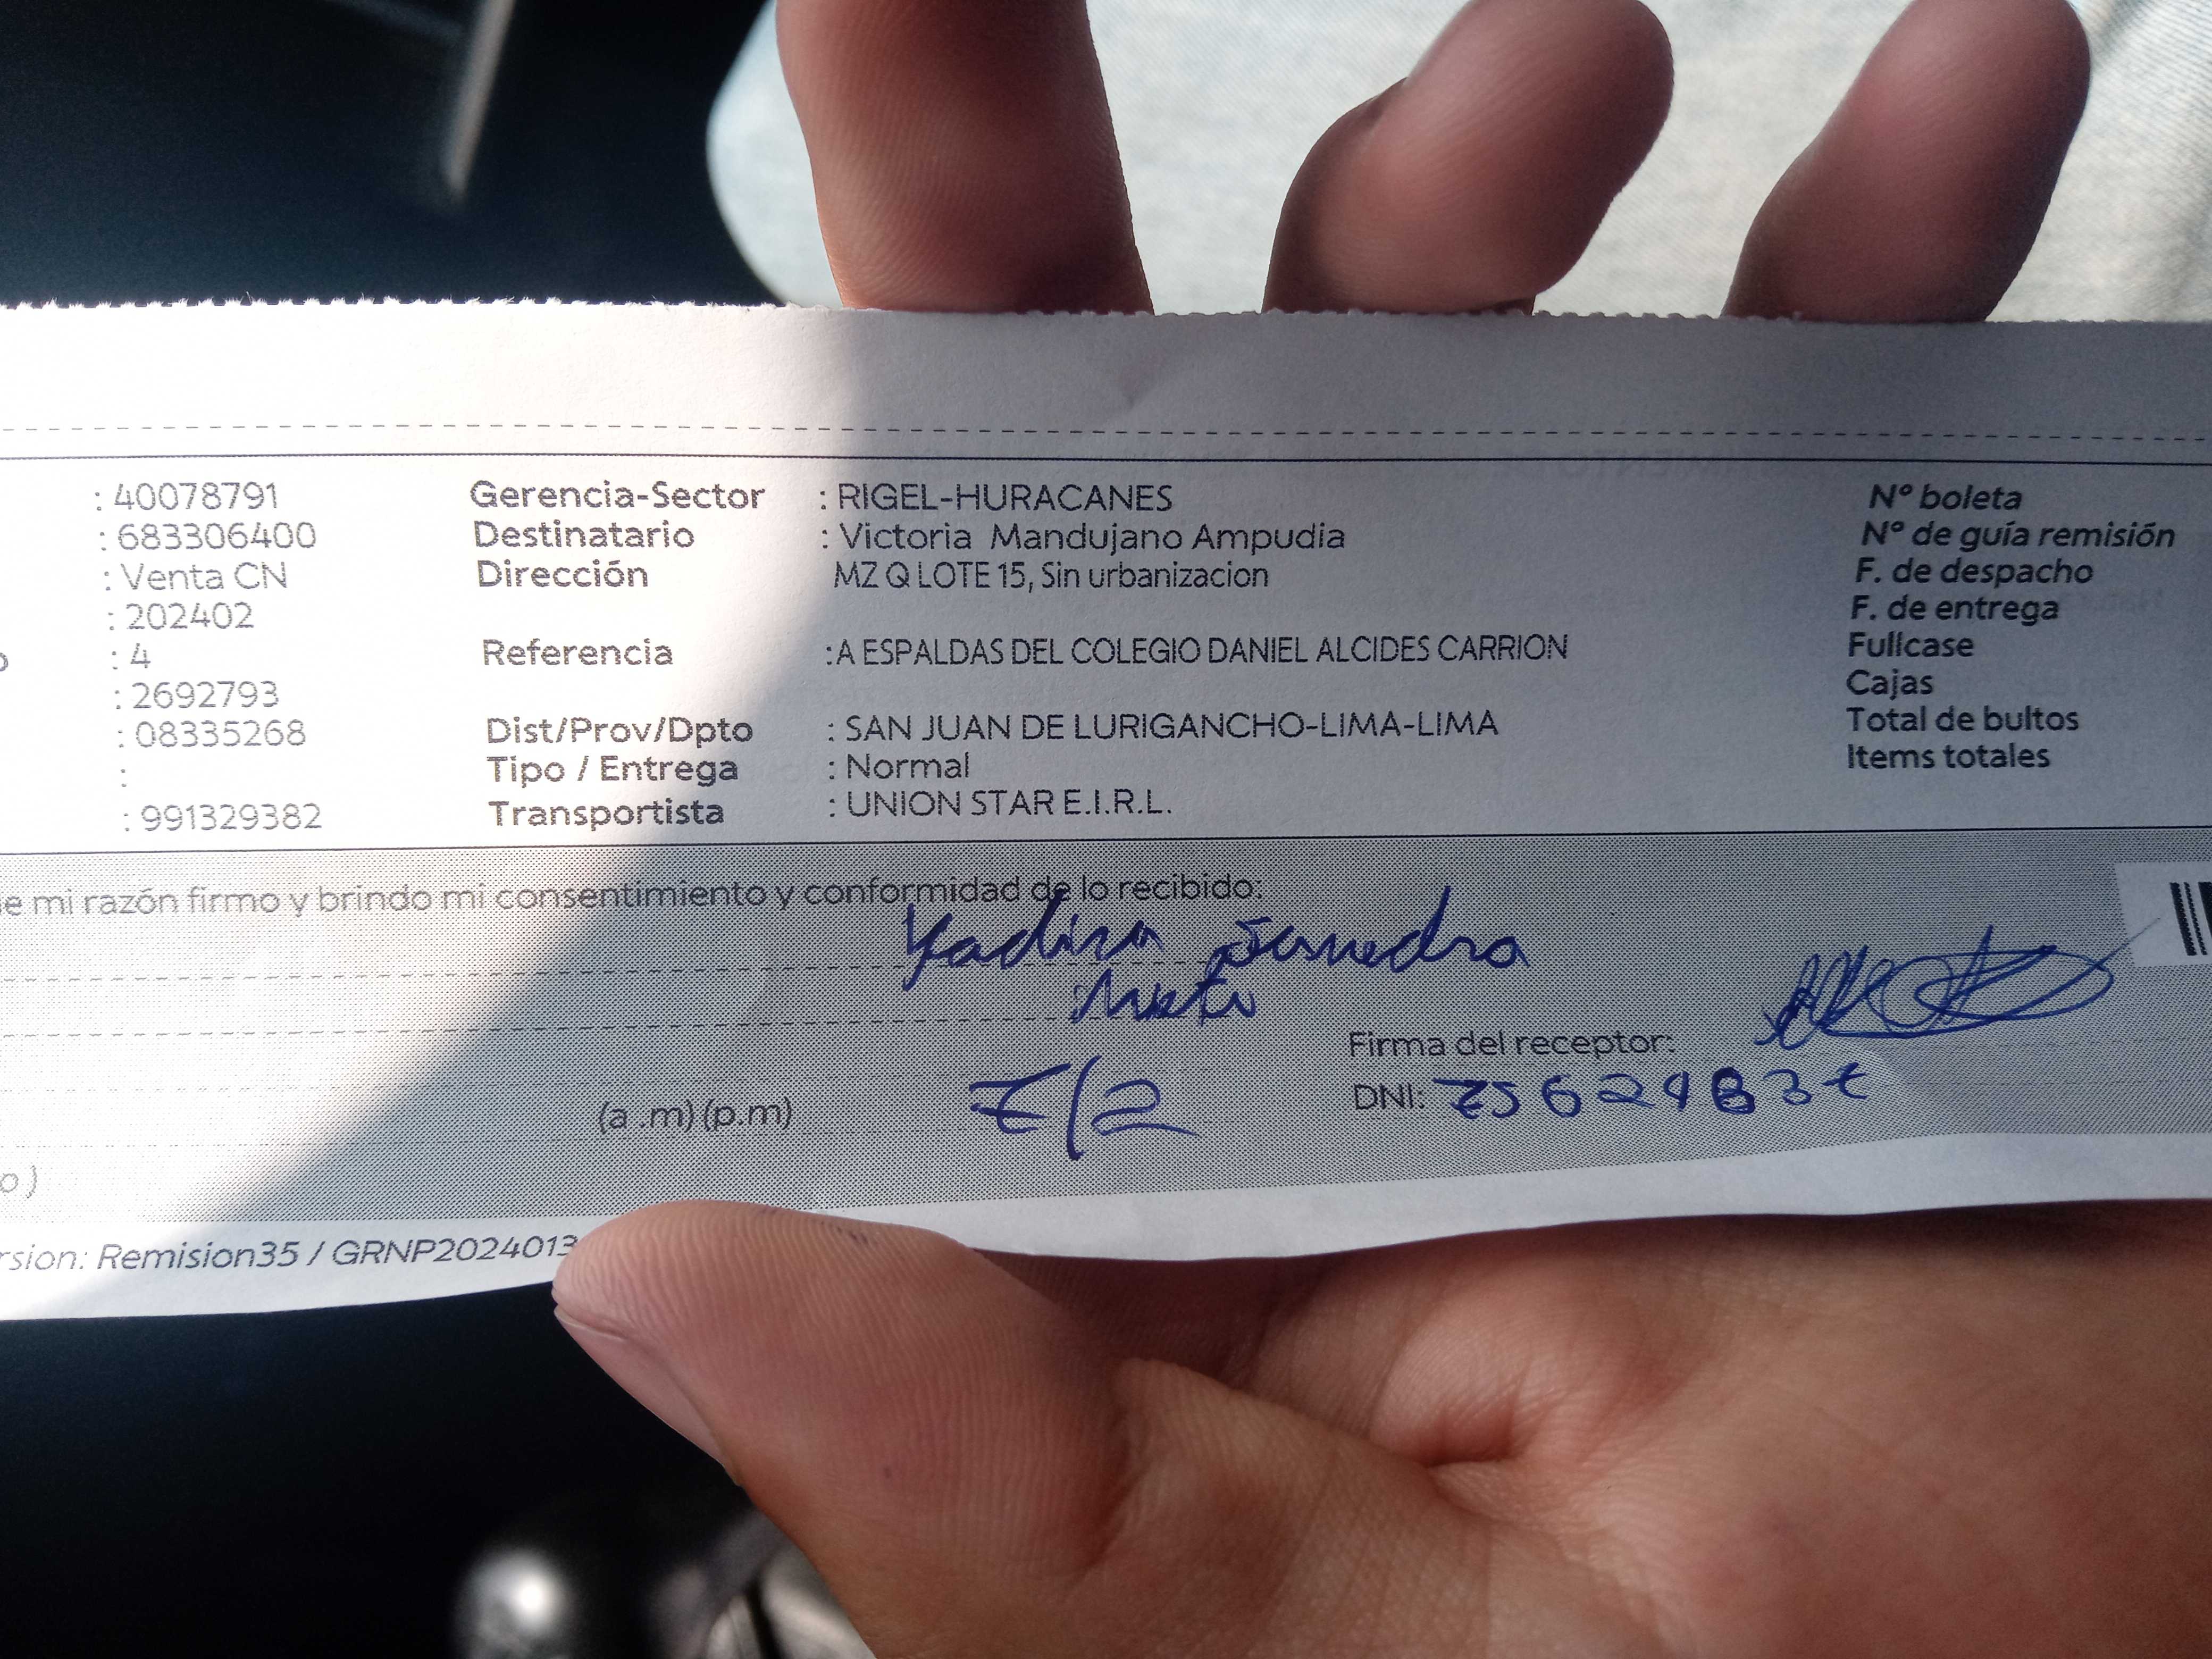 : 40078791 Gerencia-Sector : RIGEL-HURACANES Nº boleta
: 683306400 Destinatario : Victoria Mandujano Ampudia Nº de guía remisión
: Venta CN Dirección MZ Q LOTE 15, Sin urbanizacion F. de despacho
: 202402 F. de entrega
: 4 Referencia :A ESPALDAS DEL COLEGIO DANIEL ALCIDES CARRION Fullcase
: 2692793 Cajas
: 08335268 Dist/Prov/Dpto : SAN JUAN DE LURIGANCHO-LIMA-LIMA Total de bultos
: Tipo / Entrega : Normal Items totales
: 991329382 Transportista : UNION STAR E.I.R.L.
e mi razón firmo y brindo mi consentimiento y conformidad de lo recibido:
Yadira
Firma del receptor:
(a .m) (p.m) DNI:
o )
rsion: Remision35 / GRNP2024013